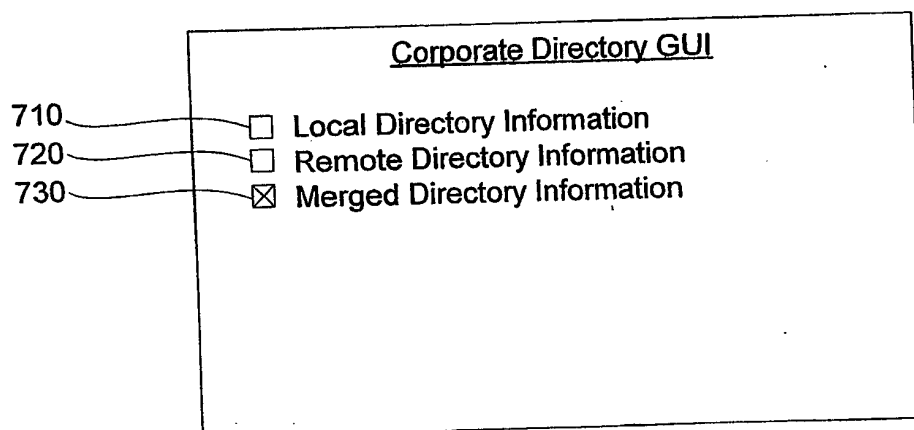 Corporate Directory GUI
710 Local Directory Information
720 Remote Directory Information
730 Merged Directory Information